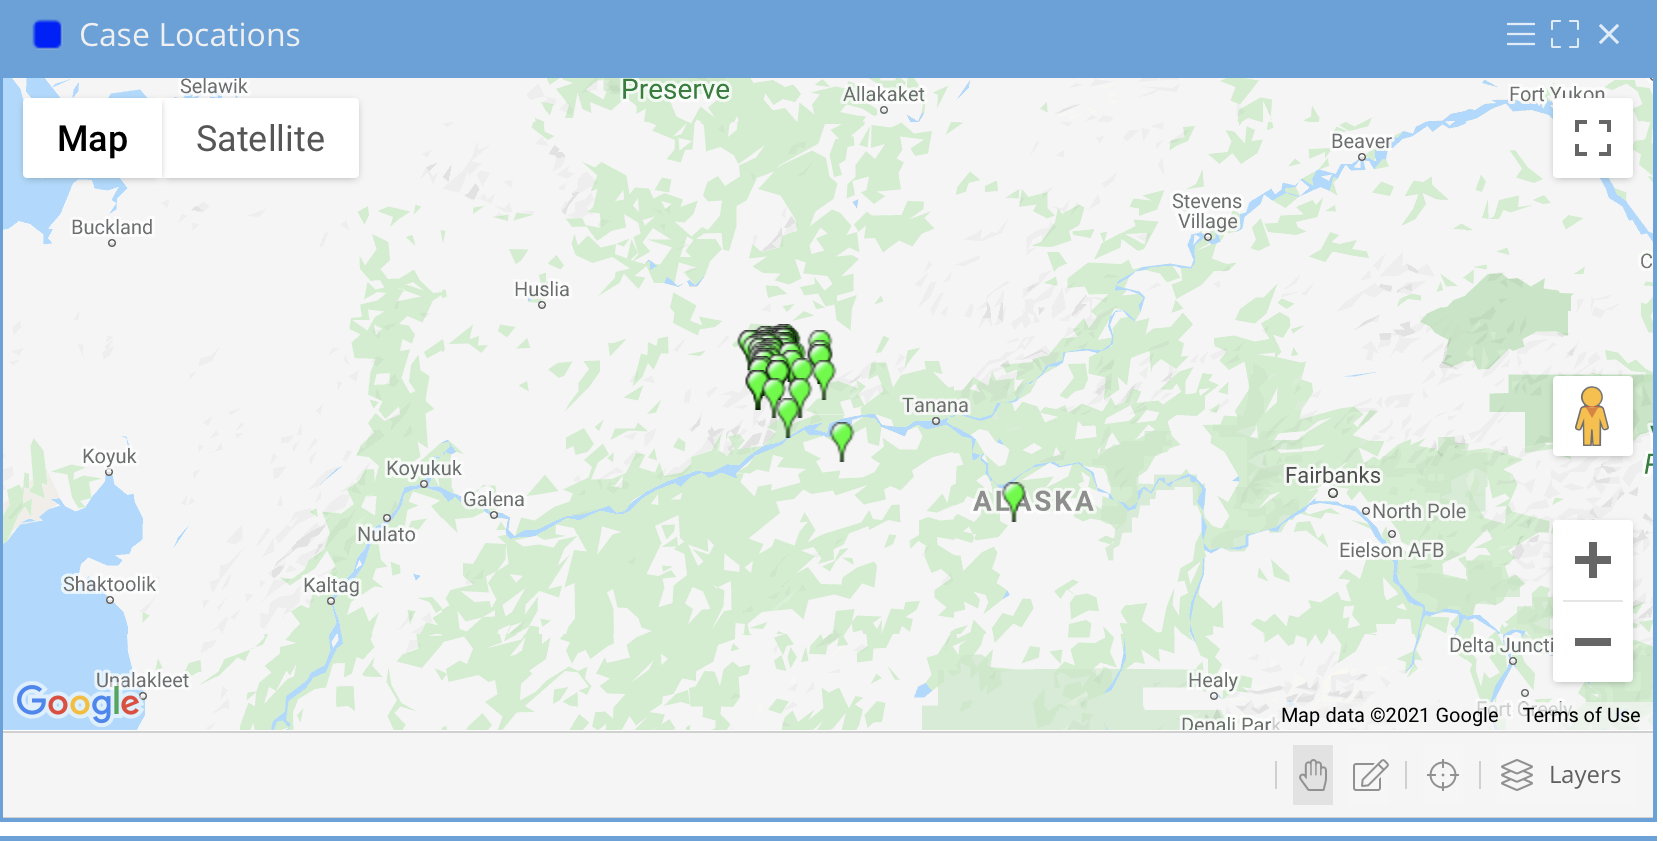 Case Locations
Selawik
Preserve
Allakaket
Fort Yukon
Map
Satellite
Beaver
Stevens
Village
Buckland
Huslia
Tanana
Koyuk
Koyukuk
Galena
Fairbanks
ALASKA
North Pole
Nulato
Eielson AFB
Shaktoolik
Kaltag
Delta Juncti
Unalakleet
Healy
Google
Fort Greely
Map data ©2021 Google
Terms of Use
Denali Park
Layers